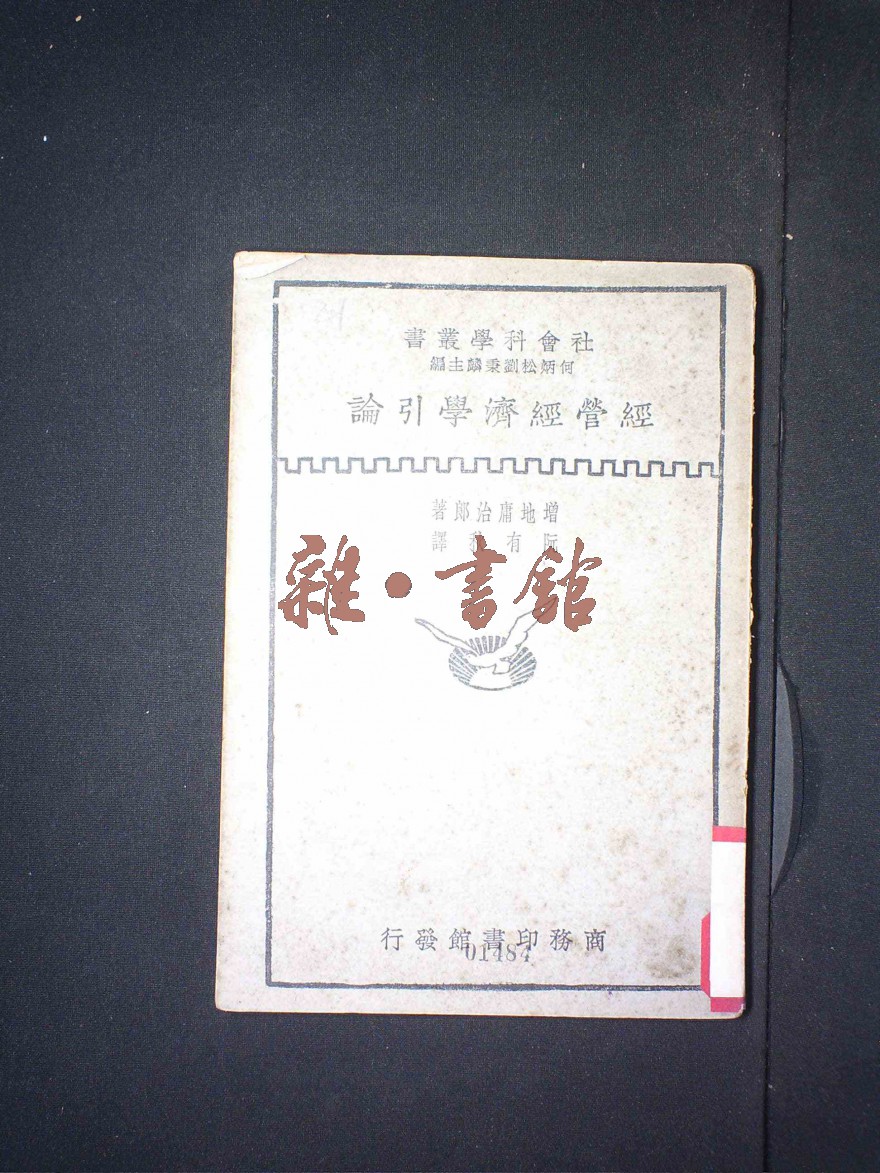 社會科學叢書
何炳松劉秉麟主編
經營經濟學引論
增地庸治郎著
阮有秋譯
雜·書館
商務印書館發行
01484